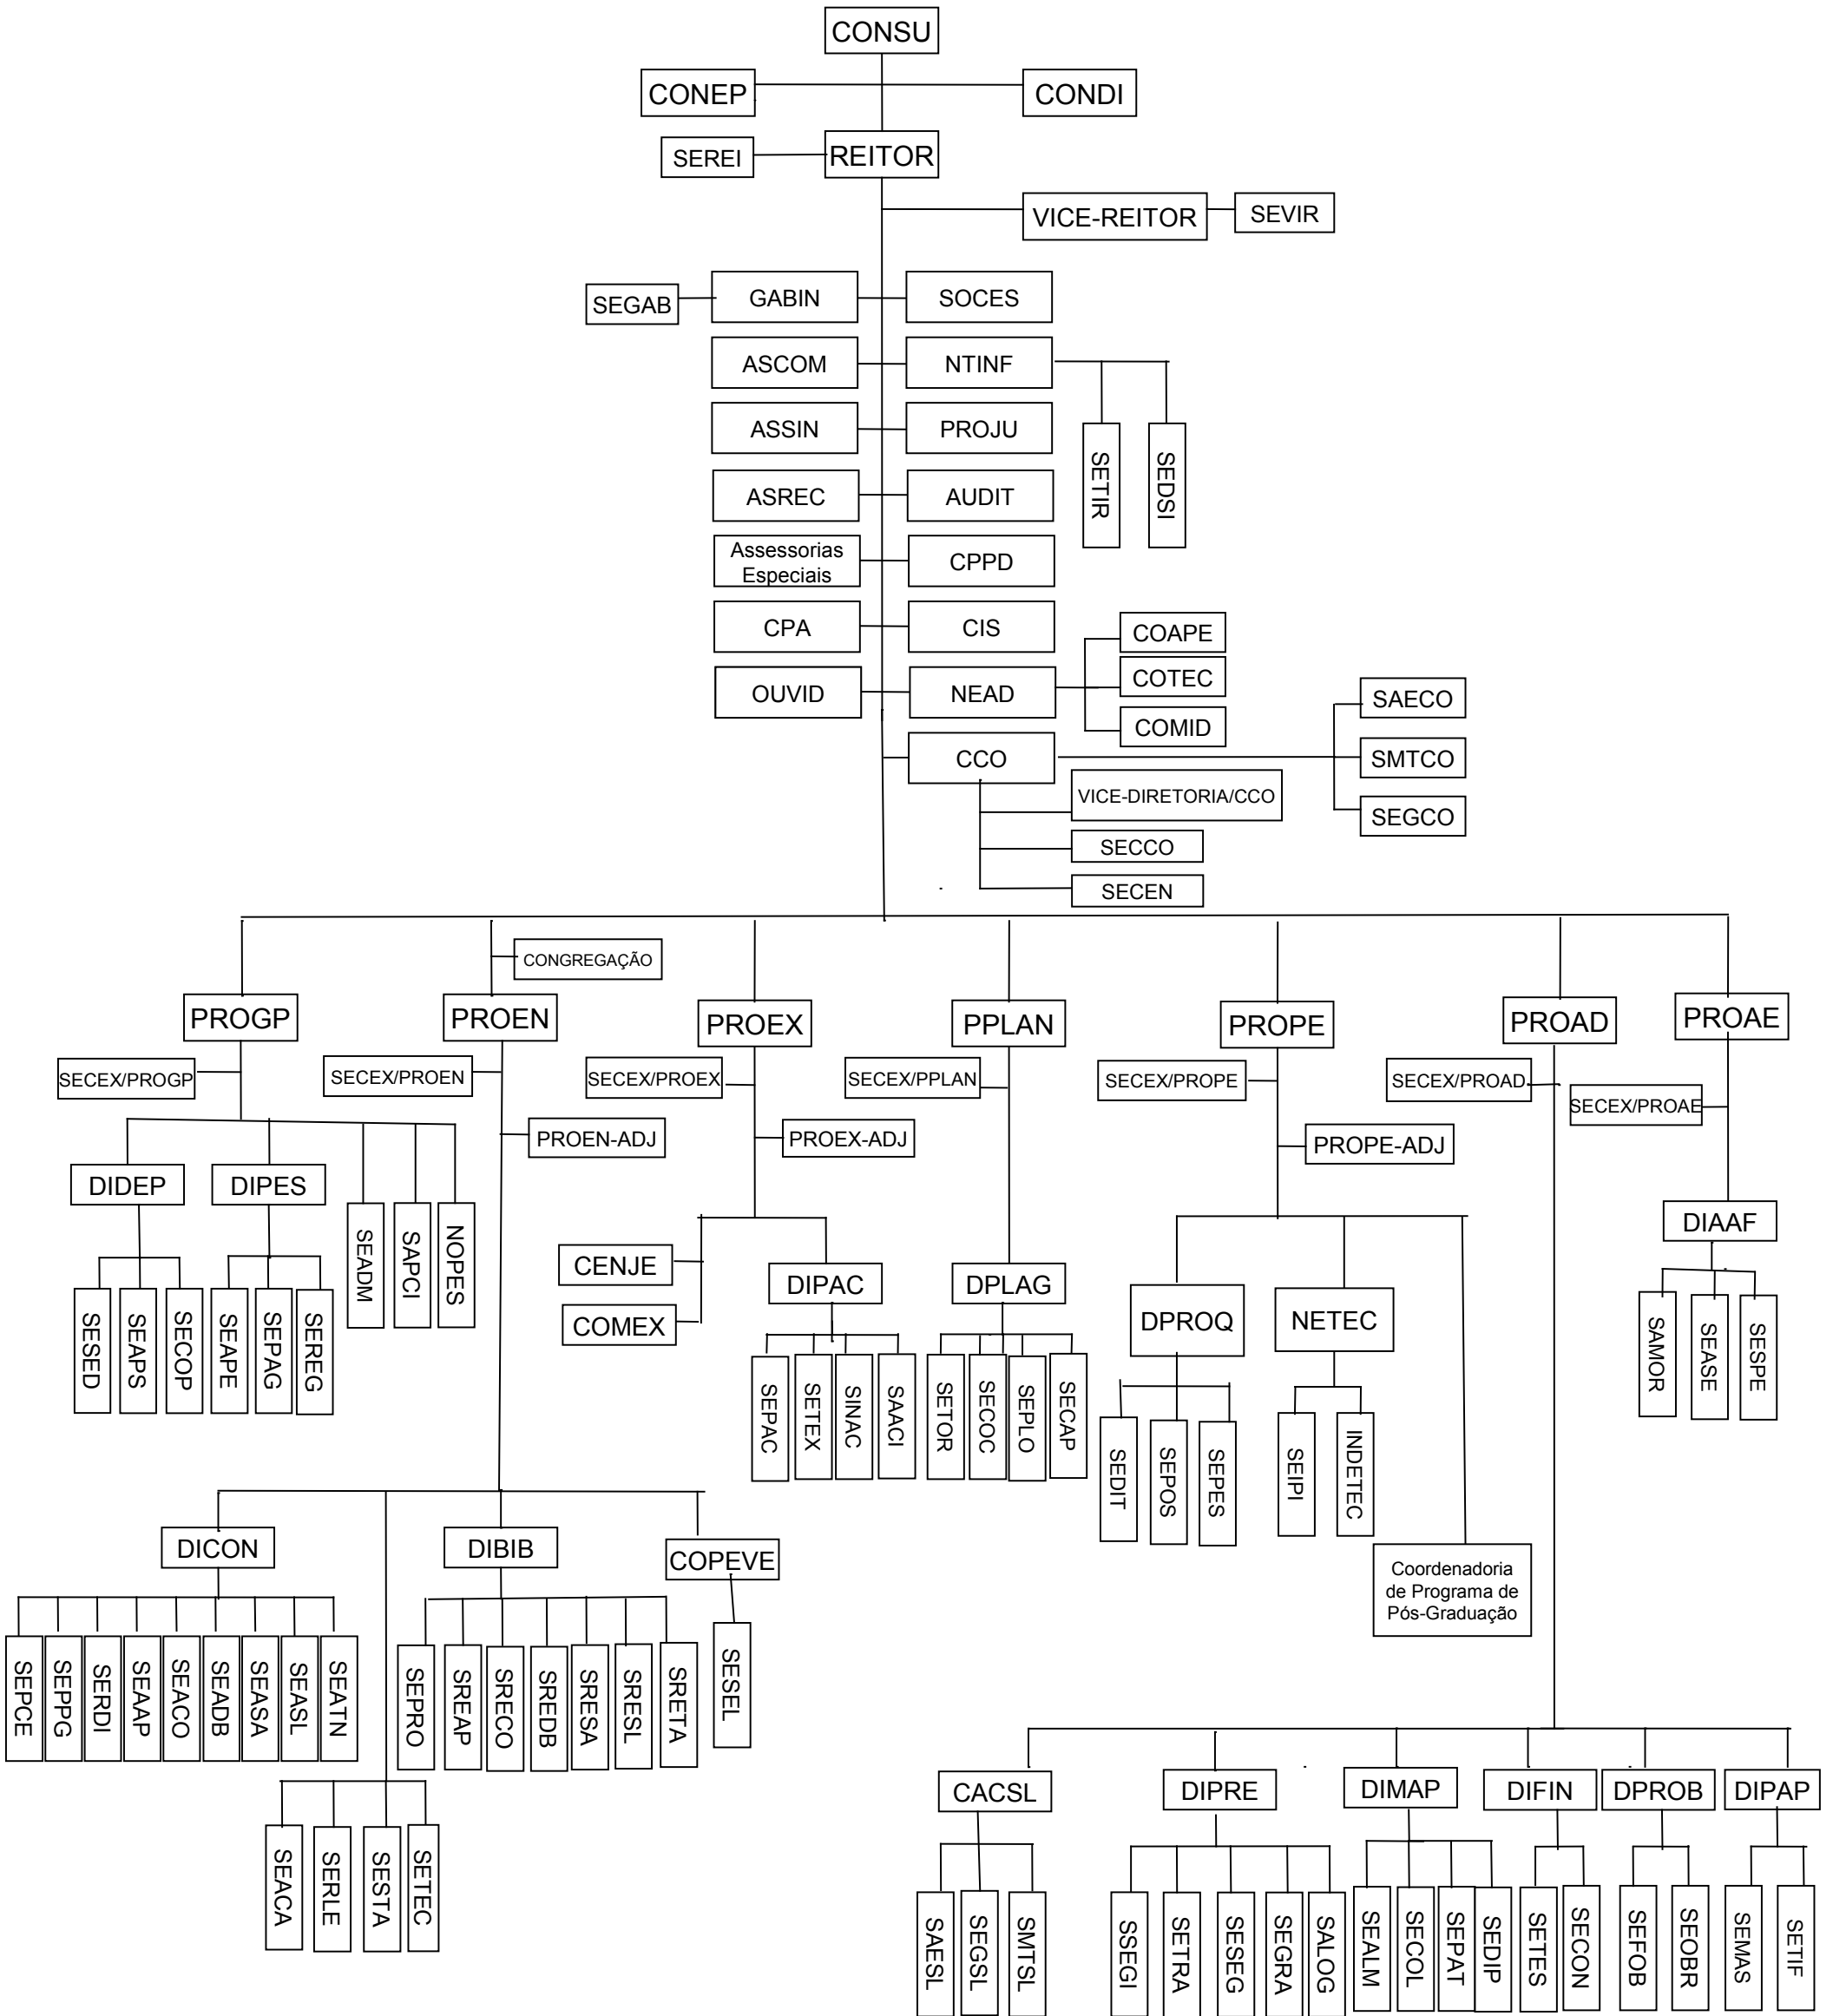 CONSU
CONEP
CONDI
SEREI
REITOR
VICE-REITOR
SEVIR
SEGAB
GABIN
SOCES
ASCOM
NTINF
ASSIN
PROJU
SETIR
SEDSI
ASREC
AUDIT
Assessorias
Especiais
CPPD
CPA
CIS
COAPE
OUVID
NEAD
COTEC
COMID
SAECO
CCO
SMTCO
VICE-DIRETORIA/CCO
SEGCO
SECCO
SECEN
CONGREGAÇÃO
PROGP
PROEN
PROEX
PPLAN
PROPE
PROAD
PROAE
SECEX/PROGP
SECEX/PROEN
SECEX/PROEX
SECEX/PPLAN
SECEX/PROPE
SECEX/PROAD
SECEX/PROAE
PROEN-ADJ
PROEX-ADJ
PROPE-ADJ
DIDEP
DIPES
SEADM
SAPCI
NOPES
DIAAF
CENJE
COMEX
DIPAC
DPLAG
DPROQ
NETEC
SESED
SEAPS
SECOP
SEAPE
SEPAG
SEREG
SEPAC
SETEX
SINAC
SAACI
SETOR
SECOC
SEPLO
SECAP
SAMOR
SEASE
SESPE
SEDIT
SEPOS
SEPES
SEIPI
INDETEC
Coordenadoria
de Programa de
Pós-Graduação
DICON
DIBIB
COPEVE
SEPCE
SEPPG
SERDI
SEAAP
SEACO
SEADB
SEASA
SEASL
SEATN
SEPRO
SREAP
SRECO
SREDB
SRESA
SRESL
SRETA
SESEL
SEACA
SERLE
SESTA
SETEC
CACSL
DIPRE
DIMAP
DIFIN
DPROB
DIPAP
SAESL
SEGSL
SMTSL
SSEGI
SETRA
SESEG
SEGRA
SALOG
SEALM
SECOL
SEPAT
SEDIP
SETES
SECON
SEFOB
SEOBR
SEMAS
SETIF